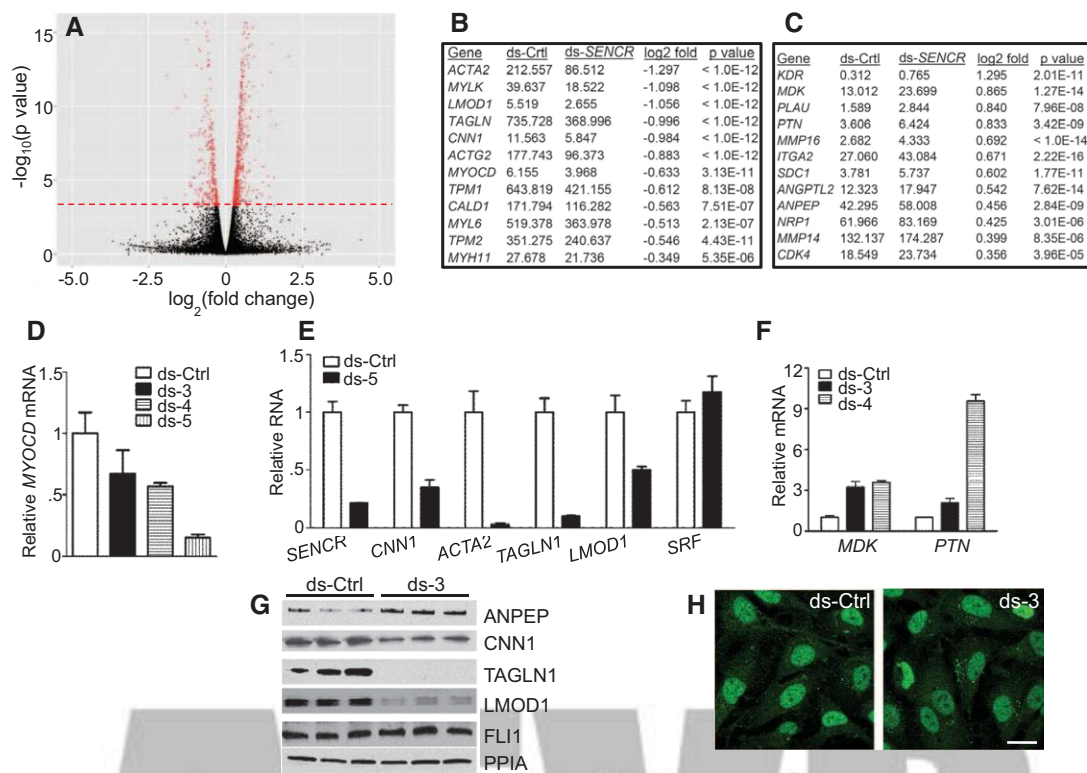 A
-log10(p value)
15
10
5
0
-5.0
-2.5
0
2.5
5.0
log2(fold change)
B
Gene ds-Crtl ds-SENCR log2 fold p value
ACTA2 212.557 86.512 -1.297 < 1.0E-12
MYLK 39.637 18.522 -1.098 < 1.0E-12
LMOD1 5.519 2.655 -1.056 < 1.0E-12
TAGLN 735.728 368.996 -0.996 < 1.0E-12
CNN1 11.563 5.847 -0.984 < 1.0E-12
ACTG2 177.743 96.373 -0.883 < 1.0E-12
MYOCD 6.155 3.968 -0.633 3.13E-11
TPM1 643.819 421.155 -0.612 8.13E-08
CALD1 171.794 116.282 -0.563 7.51E-07
MYL6 519.378 363.978 -0.513 2.13E-07
TPM2 351.275 240.637 -0.546 4.43E-11
MYH11 27.678 21.736 -0.349 5.35E-06
C
Gene ds-Crtl ds-SENCR log2 fold p value
KDR 0.312 0.765 1.295 2.01E-11
MDK 13.012 23.699 0.865 1.27E-14
PLAU 1.589 2.844 0.840 7.96E-08
PTN 3.606 6.424 0.833 3.42E-09
MMP16 2.682 4.333 0.692 < 1.0E-14
ITGA2 27.060 43.084 0.671 2.22E-16
SDC1 3.781 5.737 0.602 1.77E-11
ANGPTL2 12.323 17.947 0.542 7.62E-14
ANPEP 42.295 58.008 0.456 2.84E-09
NRP1 61.966 83.169 0.425 3.01E-06
MMP14 132.137 174.287 0.399 8.35E-06
CDK4 18.549 23.734 0.356 3.96E-05
D
Relative MYOCD mRNA
1.5
1
.5
0
ds-Ctrl
ds-3
ds-4
ds-5
E
Relative RNA
1.5
1
.5
0
ds-Ctrl
ds-5
SENCR CNN1 ACTA2 TAGLN1 LMOD1 SRF
F
Relative mRNA
12
9
6
3
0
ds-Ctrl
ds-3
ds-4
MDK PTN
G
ds-Ctrl ds-3
ANPEP
CNN1
TAGLN1
LMOD1
FLI1
PPIA
H
ds-Ctrl
ds-3